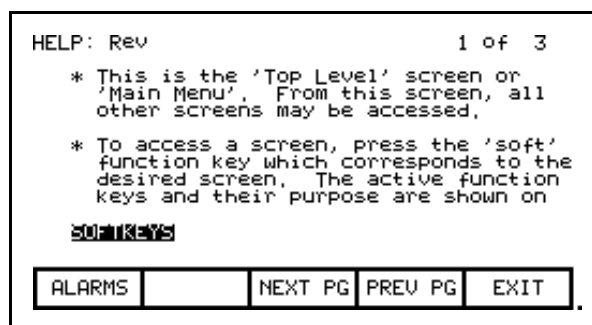 HELP: Rev 1 of 3
* This is the 'Top Level' screen or
'Main Menu'. From this screen, all
other screens may be accessed.
* To access a screen, press the 'soft'
function key which corresponds to the
desired screen. The active function
keys and their purpose are shown on
SOFTKEYS
ALARMS NEXT PG PREV PG EXIT